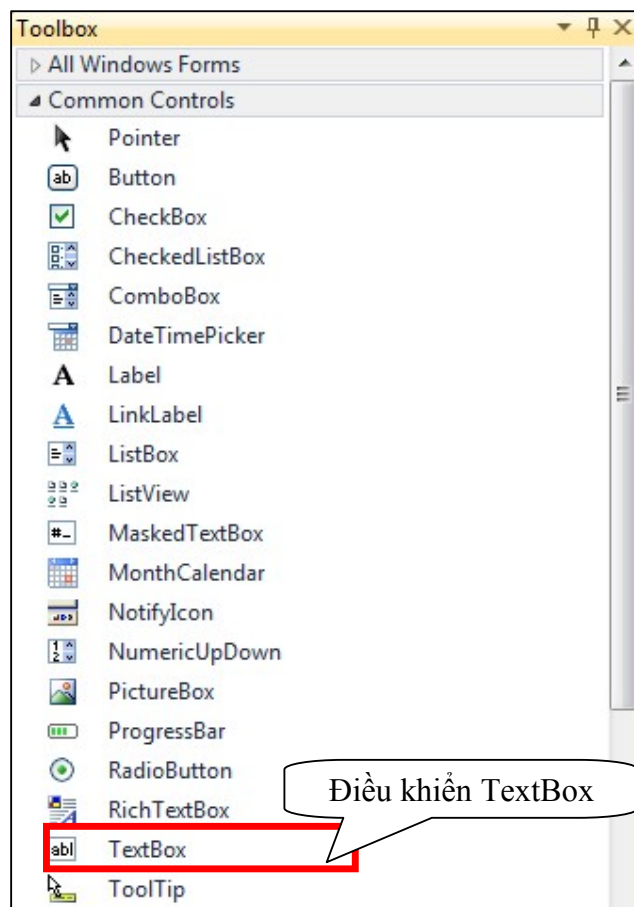 Toolbox
All Windows Forms
Common Controls
Pointer
ab Button
CheckBox
CheckedListBox
ComboBox
DateTimePicker
A Label
A LinkLabel
ListBox
ListView
#_ MaskedTextBox
MonthCalendar
NotifyIcon
NumericUpDown
PictureBox
ProgressBar
RadioButton
Điều khiển TextBox
RichTextBox
abl TextBox
ToolTip